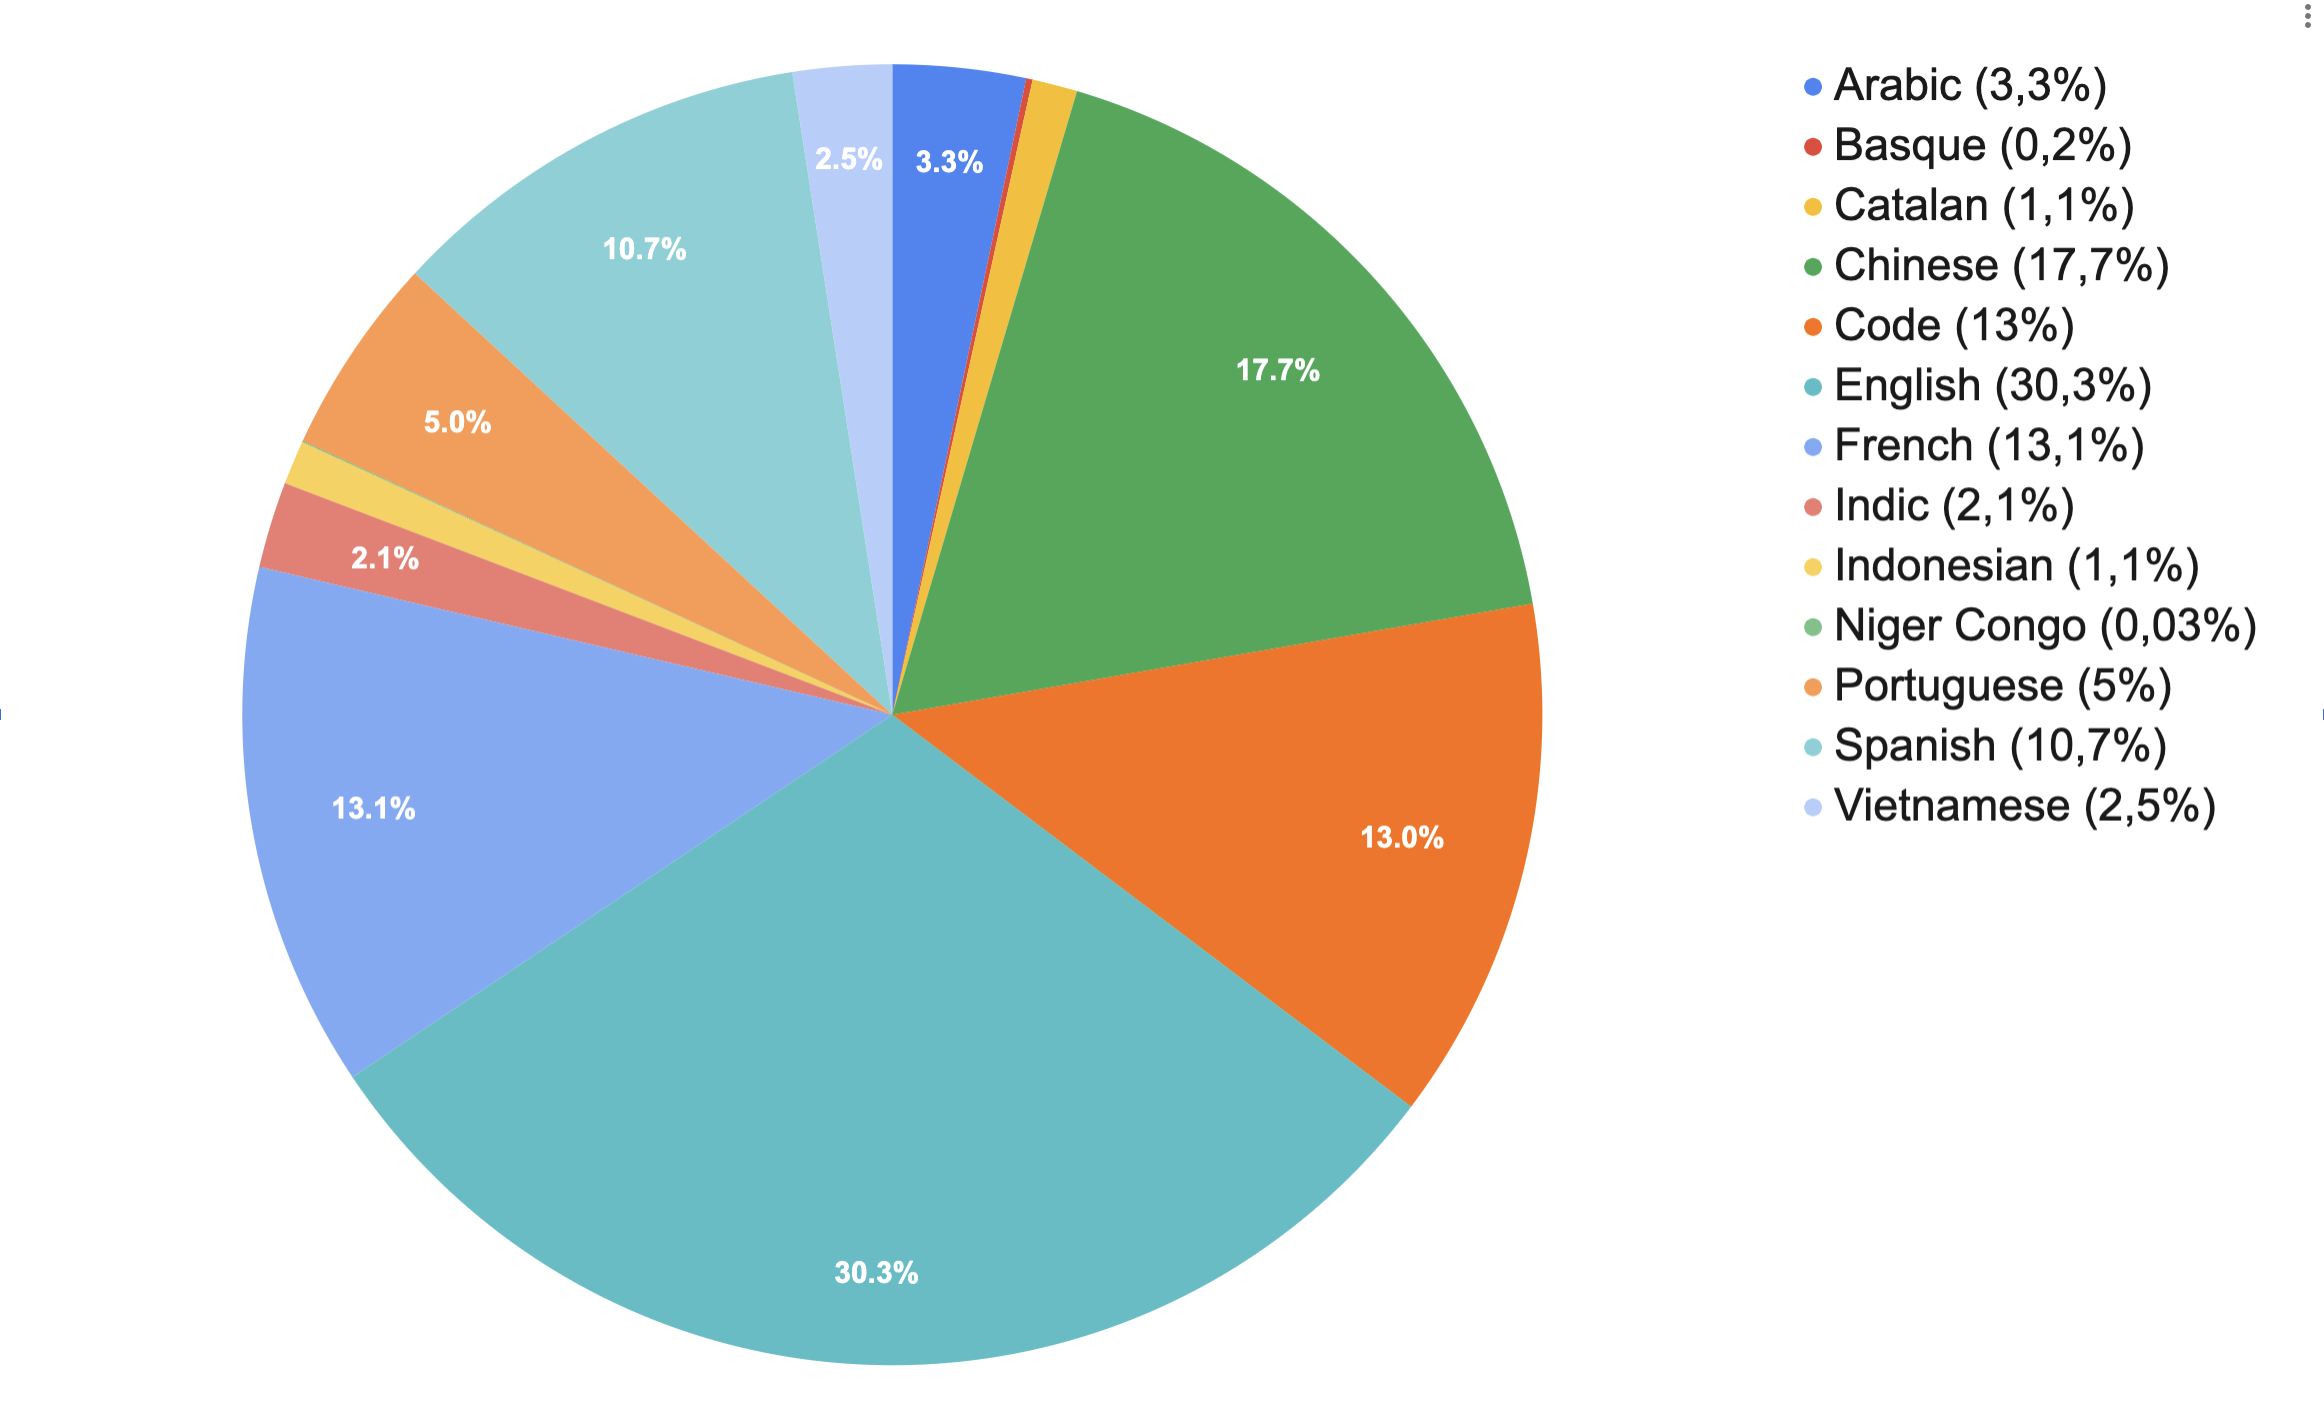 2.5%
3.3%
10.7%
17.7%
5.0%
2.1%
13.1%
13.0%
30.3%
Arabic (3,3%)
Basque (0,2%)
Catalan (1,1%)
Chinese (17,7%)
Code (13%)
English (30,3%)
French (13,1%)
Indic (2,1%)
Indonesian (1,1%)
Niger Congo (0,03%)
Portuguese (5%)
Spanish (10,7%)
Vietnamese (2,5%)